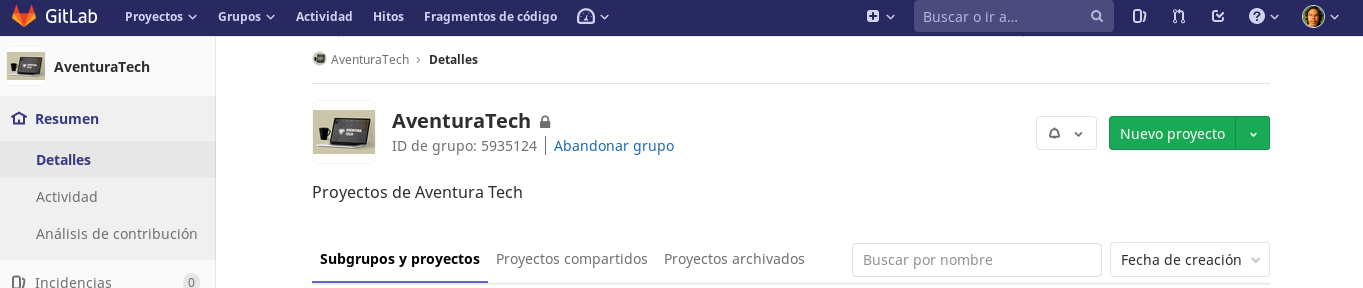 GitLab Proyectos Grupos Actividad Hitos Fragmentos de código Buscar o ir a...
AventuraTech
AventuraTech > Detalles
Resumen
AventuraTech
Nuevo proyecto
ID de grupo: 5935124 Abandonar grupo
Detalles
Actividad
Proyectos de Aventura Tech
Análisis de contribución
Subgrupos y proyectos Proyectos compartidos Proyectos archivados Buscar por nombre Fecha de creación
Incidencias 0